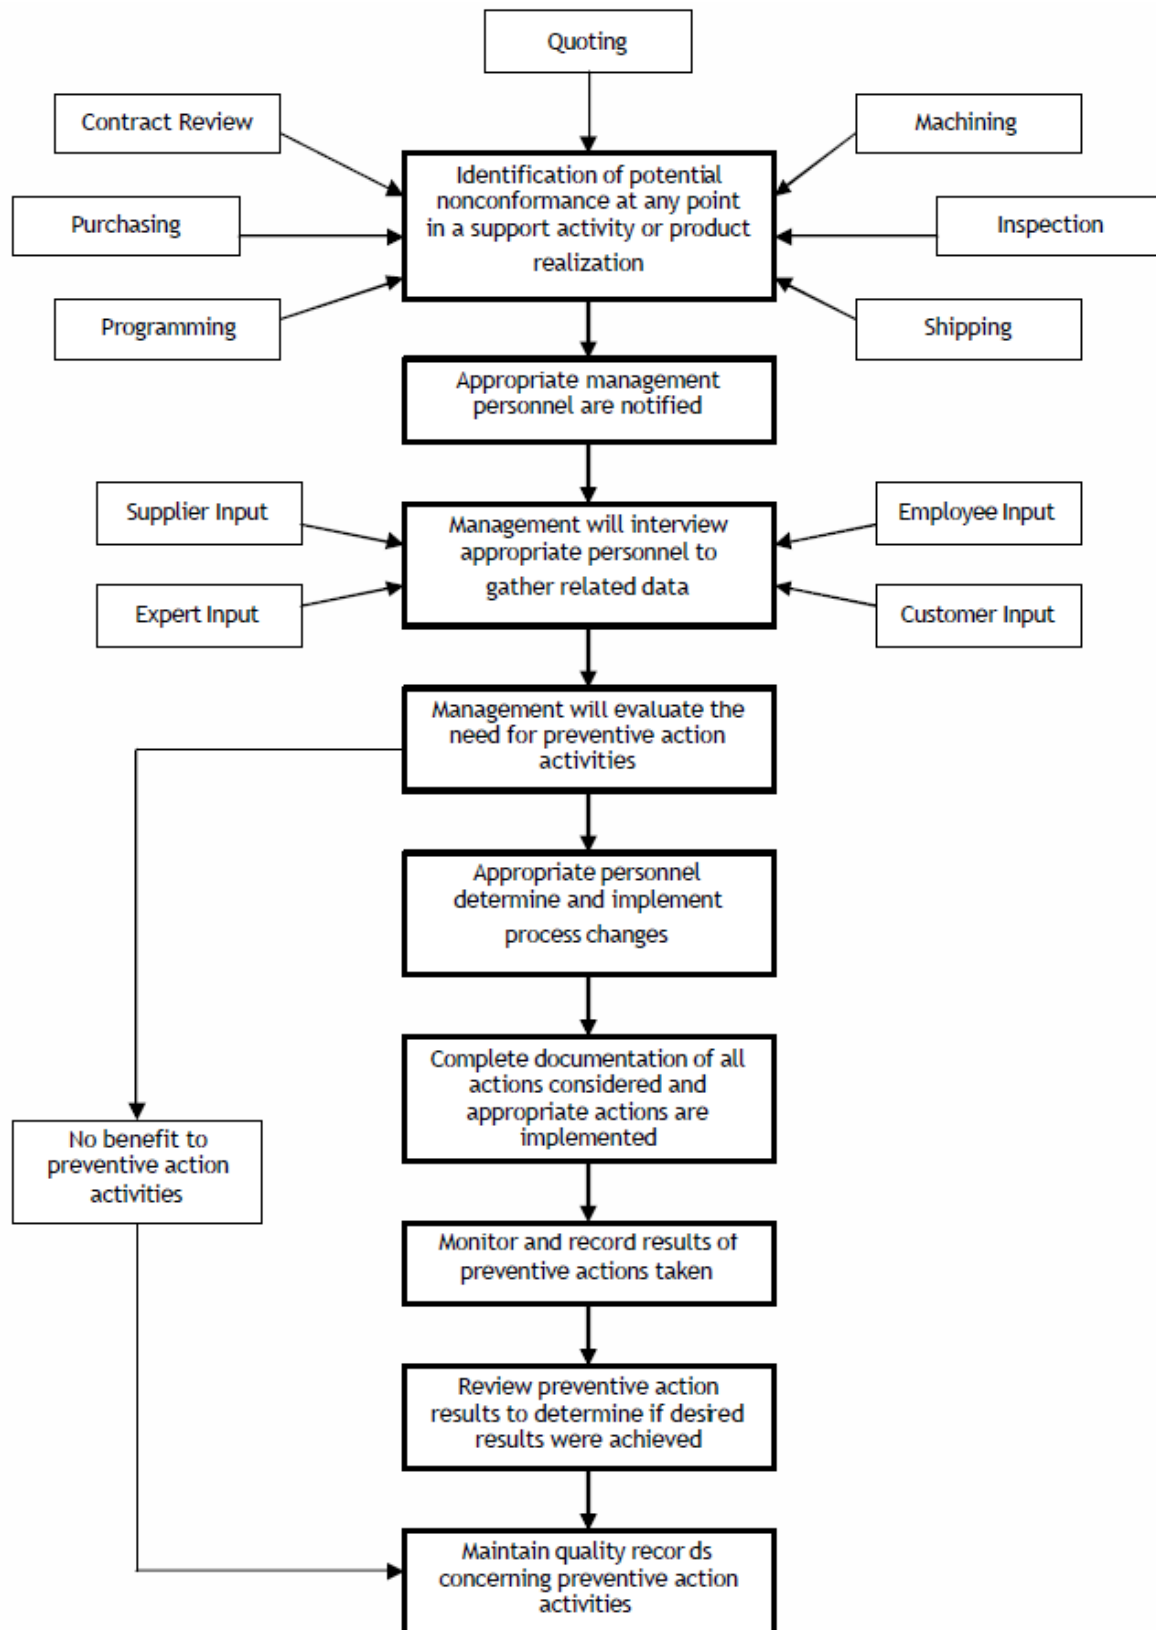 Quoting
Contract Review
Machining
Identification of potential
nonconformance at any point
in a support activity or product
realization
Purchasing
Inspection
Programming
Shipping
Appropriate management
personnel are notified
Supplier Input
Employee Input
Management will interview
appropriate personnel to
gather related data
Expert Input
Customer Input
Management will evaluate the
need for preventive action
activities
Appropriate personnel
determine and implement
process changes
Complete documentation of all
actions considered and
appropriate actions are
implemented
No benefit to
preventive action
activities
Monitor and record results of
preventive actions taken
Review preventive action
results to determine if desired
results were achieved
Maintain quality recor ds
concerning preventive action
activities